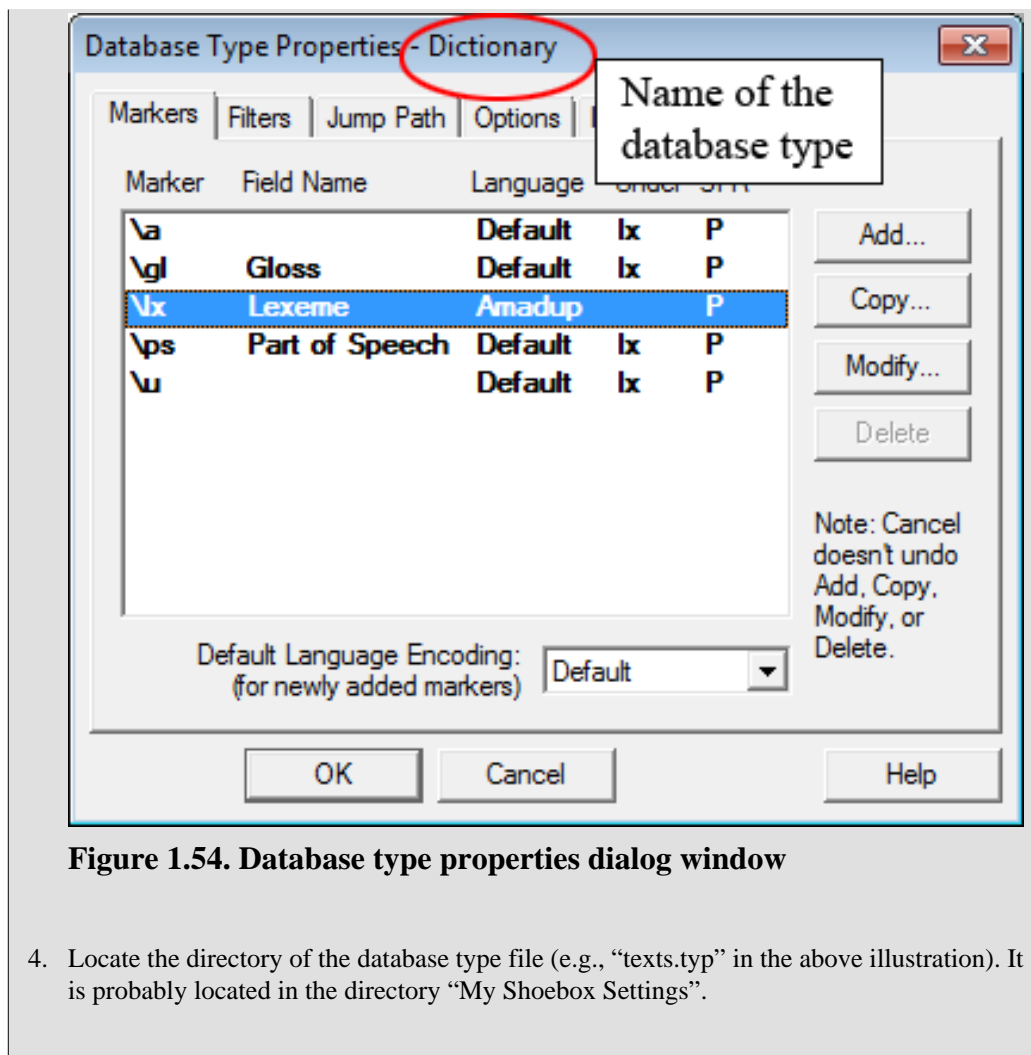 Database Type Properties - Dictionary
Name of the
database type
Markers Filters Jump Path Options
Marker Field Name Language
\a Default lx P
\gl Gloss Default lx P
\lx Lexeme Amadup P
\ps Part of Speech Default lx P
\u Default lx P
Add...
Copy...
Modify...
Delete
Note: Cancel
doesn't undo
Add, Copy,
Modify, or
Delete.
Default Language Encoding:
(for newly added markers)
Default
OK Cancel Help
Figure 1.54. Database type properties dialog window
4. Locate the directory of the database type file (e.g., “texts.typ” in the above illustration). It
is probably located in the directory “My Shoebox Settings”.